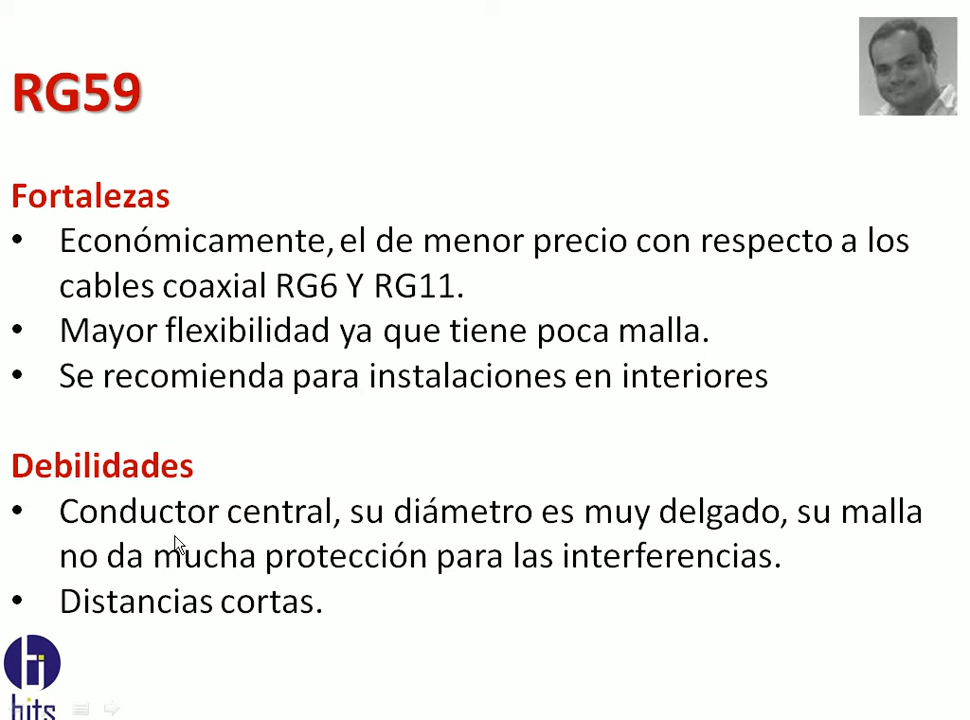 RG59
Fortalezas
• Económicamente, el de menor precio con respecto a los
cables coaxial RG6 Y RG11.
• Mayor flexibilidad ya que tiene poca malla.
• Se recomienda para instalaciones en interiores
Debilidades
• Conductor central, su diámetro es muy delgado, su malla
no da mucha protección para las interferencias.
• Distancias cortas.
hj
hits